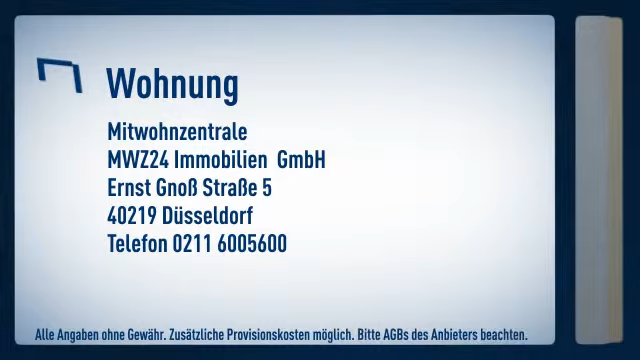 Wohnung
Mitwohnzentrale
MWZ24 Immobilien GmbH
Ernst Gnoß Straße 5
40219 Düsseldorf
Telefon 0211 6005600
Alle Angaben ohne Gewähr. Zusätzliche Provisionskosten möglich. Bitte AGBs des Anbieters beachten.